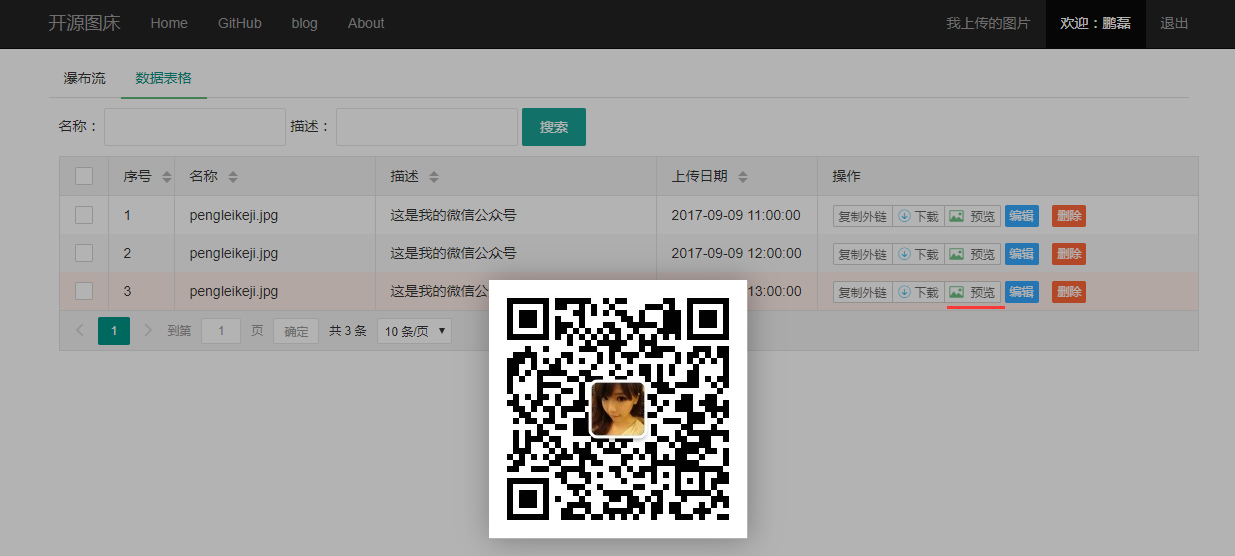 开源图床 Home GitHub blog About 我上传的图片 欢迎：鹏磊 退出
瀑布流 数据表格
名称： 描述： 搜索
序号 名称 描述 上传日期 操作
1 pengleikeji.jpg 这是我的微信公众号 2017-09-09 11:00:00 复制外链 下载 预览 编辑 删除
2 pengleikeji.jpg 这是我的微信公众号 2017-09-09 12:00:00 复制外链 下载 预览 编辑 删除
3 pengleikeji.jpg 这是我的微信公 13:00:00 复制外链 下载 预览 编辑 删除
1 到第 1 页 确定 共 3 条 10 条/页